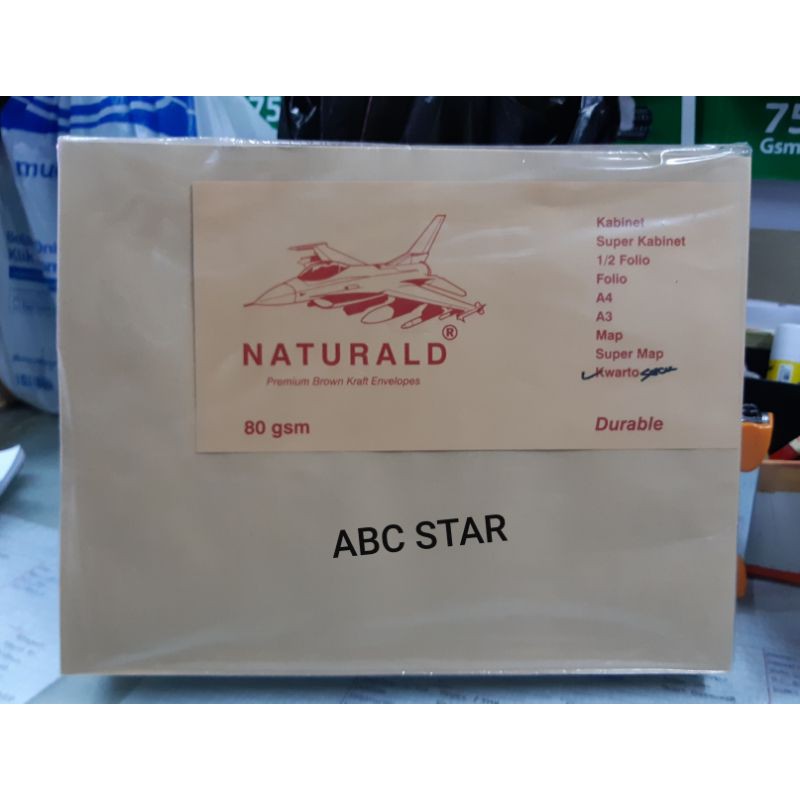 75
75
Gsm
Kabinet
Super Kabinet
1/2 Folio
Folio
A4
A3
Map
Super Map
Kwarto
NATURALD®
Premium Brown Kraft Envelopes
80 gsm
Durable
ABC STAR